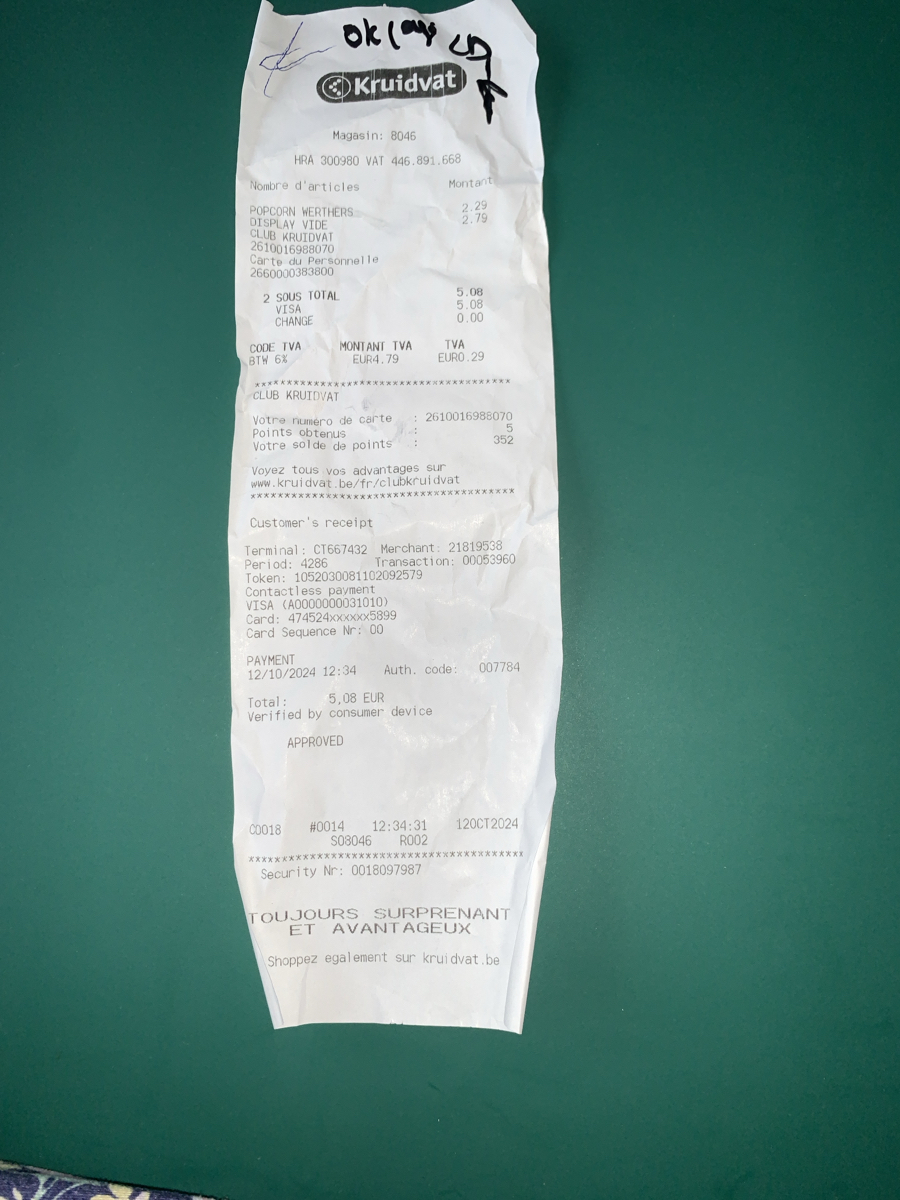 ok
Kruidvat
Magasin: 8046
HRA 300980 VAT 446.891.668
Nombre d'articles Montant
POPCORN WERTHERS 2.29
DISPLAY VIDE 2.79
CLUB KRUIDVAT
2610016988070
Carte du Personnelle
2660000383800
2 SOUS TOTAL 5.08
VISA 5.08
CHANGE 0.00
CODE TVA MONTANT TVA TVA
BTW 6% EUR4.79 EUR0.29
****************************************
CLUB KRUIDVAT
Votre numero de carte : 2610016988070
Points obtenus : 5
Votre solde de points : 352
Voyez tous vos advantages sur
www.kruidvat.be/fr/clubkruidvat
****************************************
Customer's receipt
Terminal: CT667432 Merchant: 21819538
Period: 4286 Transaction: 00053960
Token: 1052030081102092579
Contactless payment
VISA (A0000000031010)
Card: 474524xxxxxx5899
Card Sequence Nr: 00
PAYMENT
12/10/2024 12:34 Auth. code: 007784
Total: 5,08 EUR
Verified by consumer device
APPROVED
C0018 #0014 12:34:31 12OCT2024
S08046 R002
****************************************
Security Nr: 0018097987
TOUJOURS SURPRENANT
ET AVANTAGEUX
Shoppez egalement sur kruidvat.be